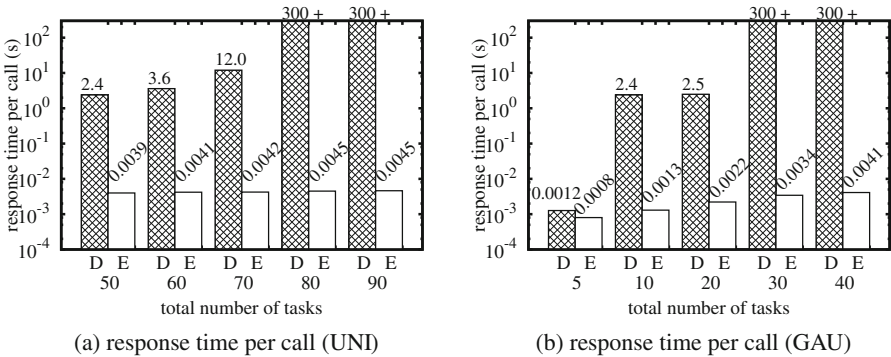 300 + 300 +
10^2
12.0
10^1
2.4 3.6
10^0
10^-1
0.0039 0.0041 0.0042 0.0045 0.0045
10^-2
10^-3
10^-4
response time per call (s)
D E D E D E D E D E
50 60 70 80 90
total number of tasks
(a) response time per call (UNI)
300 + 300 +
10^2
10^1
2.4 2.5
10^0
10^-1
10^-2
0.0012 0.0008 0.0013 0.0022 0.0034 0.0041
10^-3
10^-4
response time per call (s)
D E D E D E D E D E
5 10 20 30 40
total number of tasks
(b) response time per call (GAU)